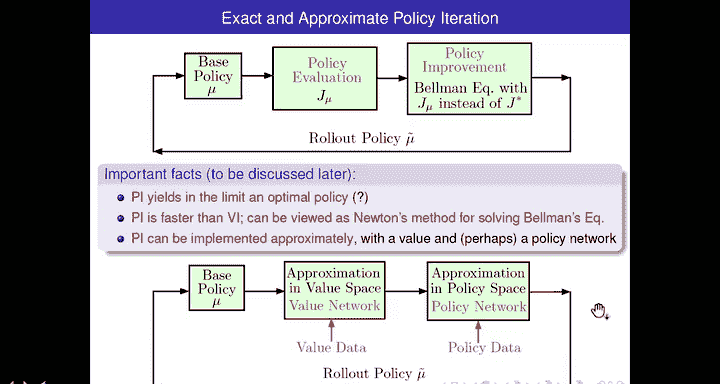 Exact and Approximate Policy Iteration
Base
Policy
μ
Policy
Evaluation
J_μ
Policy
Improvement
Bellman Eq. with
J_μ instead of J*
Rollout Policy μ̃
Important facts (to be discussed later):
PI yields in the limit an optimal policy (?)
PI is faster than VI; can be viewed as Newton's method for solving Bellman's Eq.
PI can be implemented approximately, with a value and (perhaps) a policy network
Base
Policy
μ
Approximation
in Value Space
Value Network
Approximation
in Policy Space
Policy Network
Value Data
Policy Data
Rollout Policy μ̃